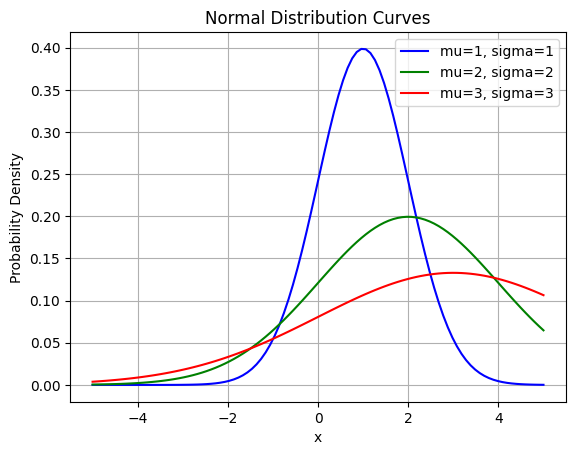 Normal Distribution Curves
mu=1, sigma=1
mu=2, sigma=2
mu=3, sigma=3
Probability Density
0.40
0.35
0.30
0.25
0.20
0.15
0.10
0.05
0.00
−4
−2
0
2
4
x